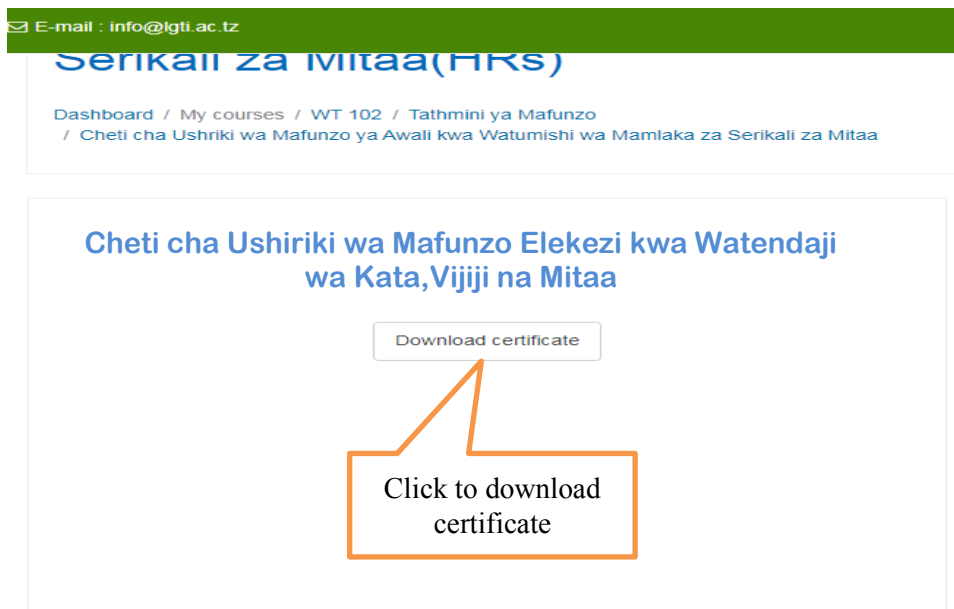 E-mail : info@lgti.ac.tz
Serikali za Mitaa(HRs)
Dashboard / My courses / WT 102 / Tathmini ya Mafunzo
/ Cheti cha Ushriki wa Mafunzo ya Awali kwa Watumishi wa Mamlaka za Serikali za Mitaa
Cheti cha Ushiriki wa Mafunzo Elekezi kwa Watendaji
wa Kata,Vijiji na Mitaa
Download certificate
Click to download
certificate